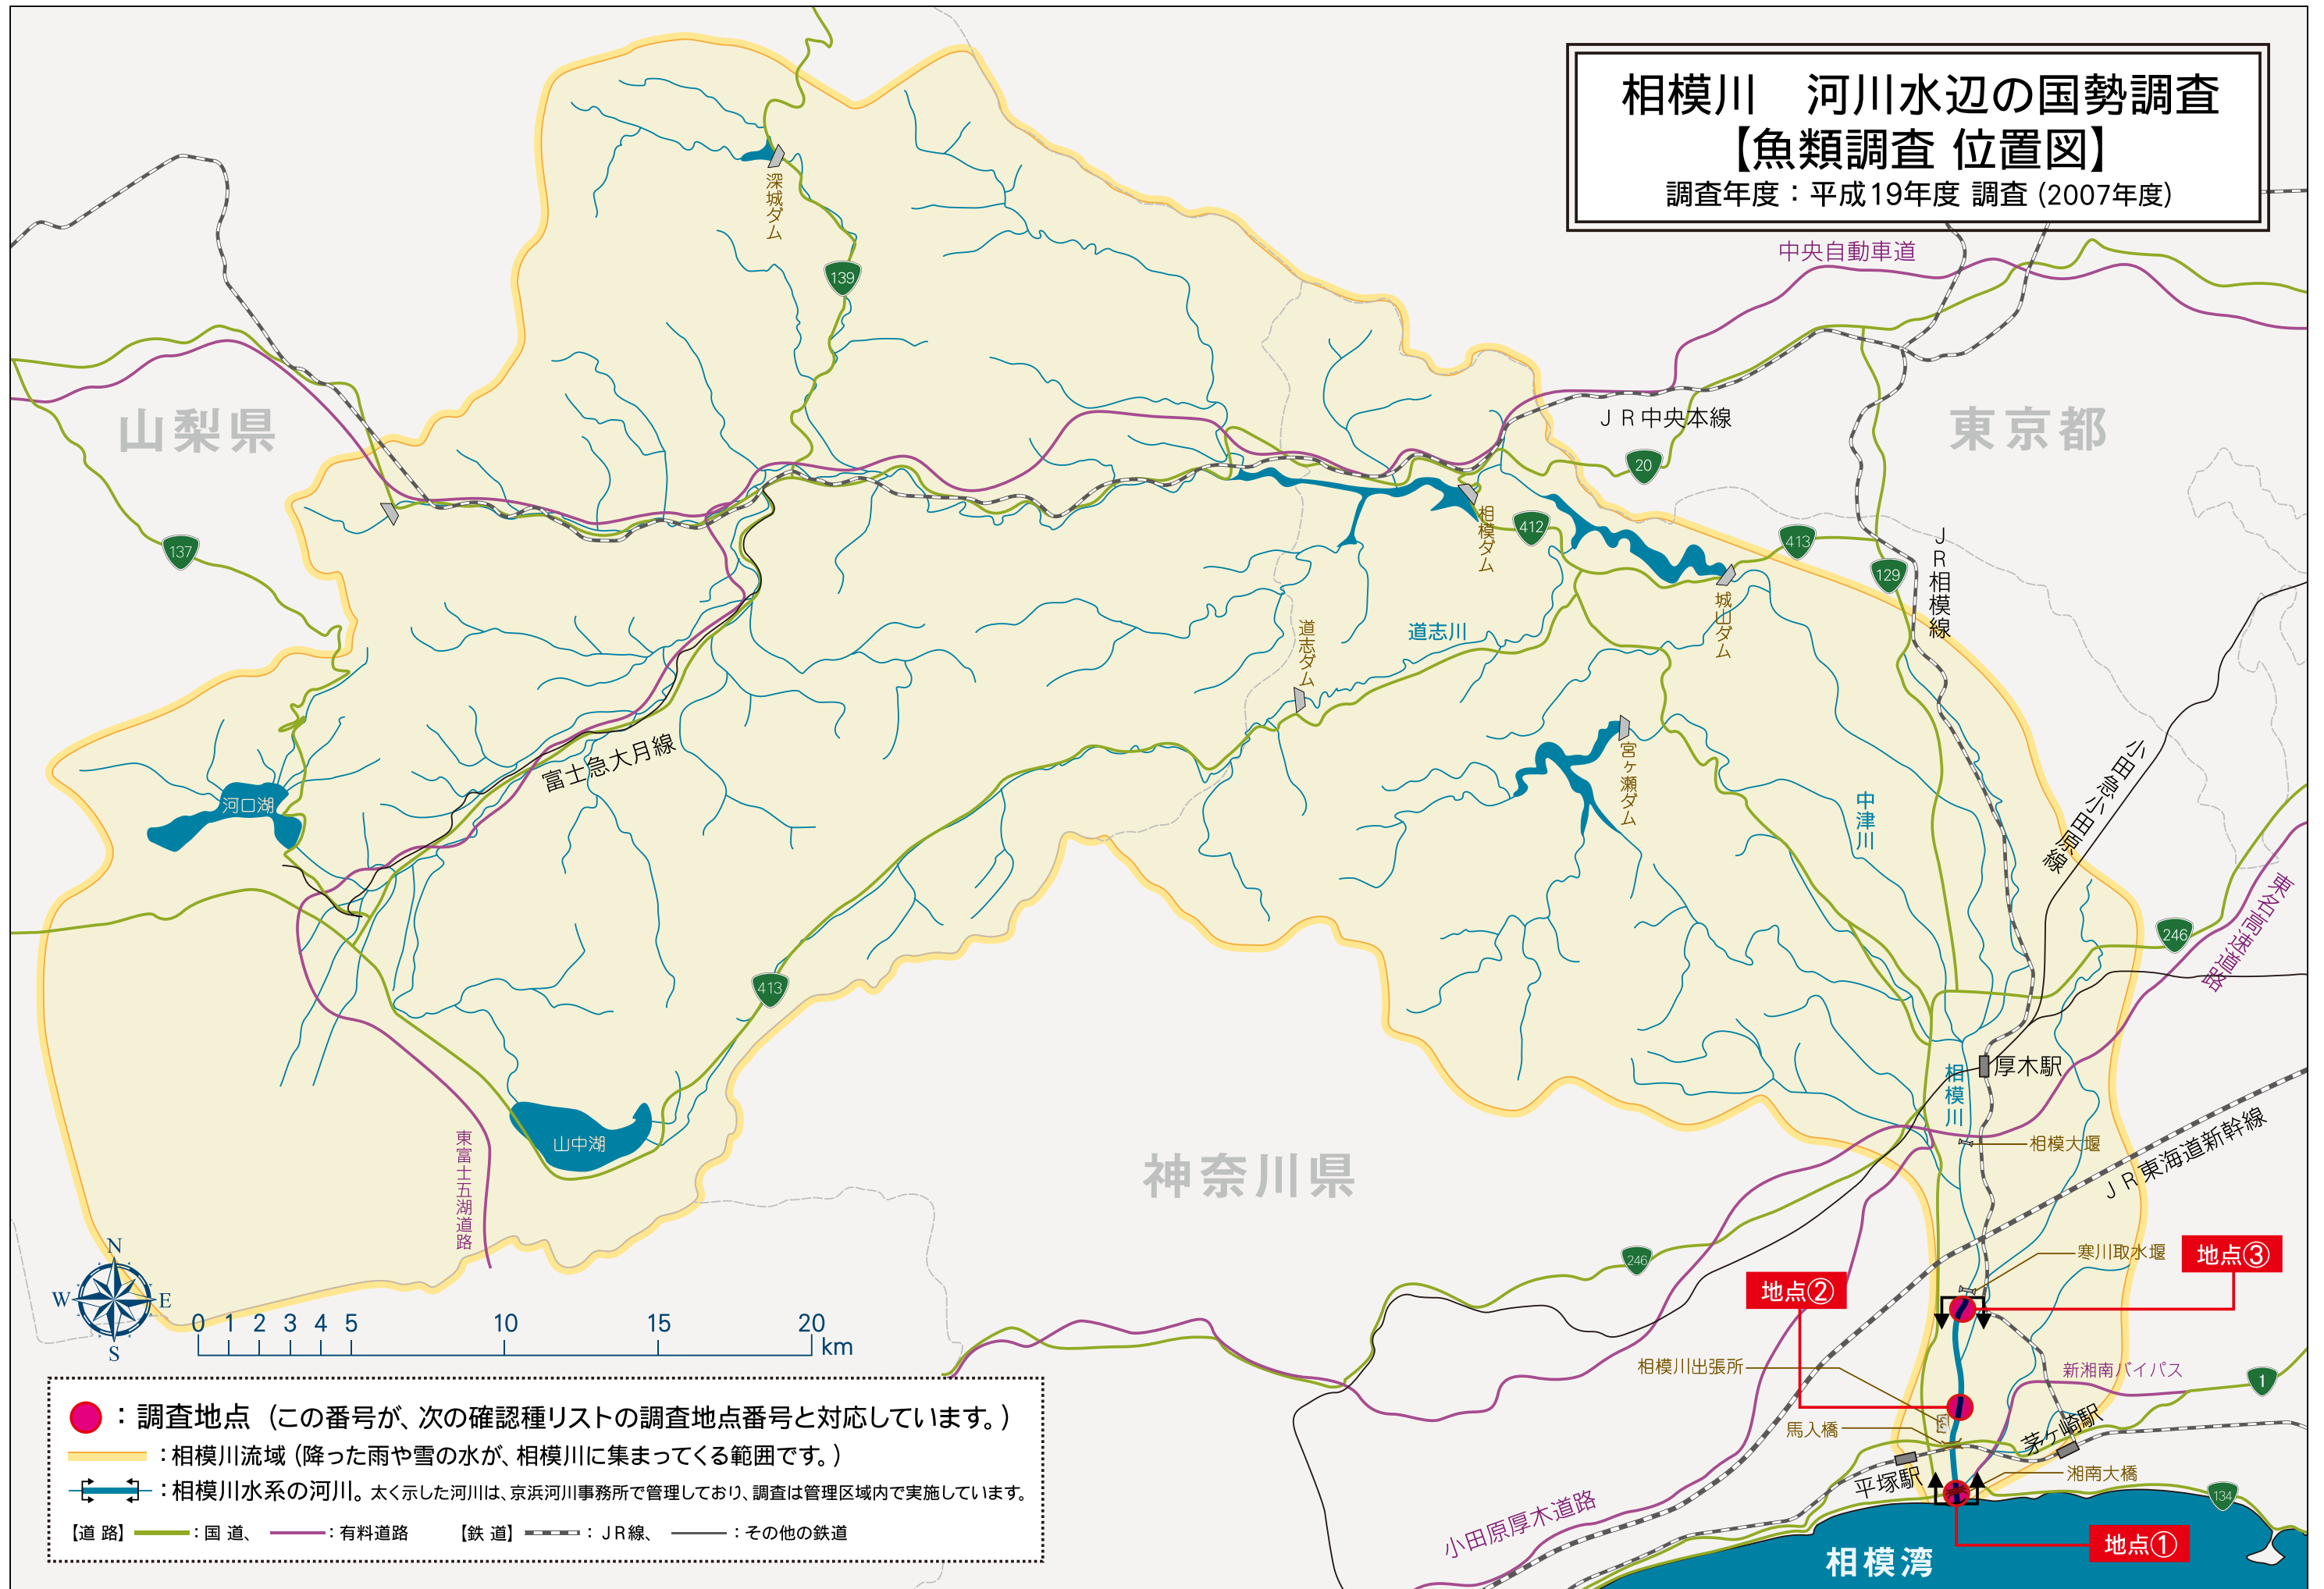 相模川　河川水辺の国勢調査
【魚類調査 位置図】
調査年度：平成19年度 調査（2007年度）
中央自動車道
深城ダム
139
山梨県
ＪＲ中央本線
東京都
20
137
相模ダム
412
413
129
ＪＲ相模線
城山ダム
道志ダム
道志川
富士急大月線
河口湖
宮ヶ瀬ダム
中津川
小田急小田原線
東名高速道路
246
413
相模川
厚木駅
山中湖
東富士五湖道路
神奈川県
相模大堰
ＪＲ東海道新幹線
寒川取水堰
地点③
246
地点②
相模川出張所
新湘南バイパス
1
馬入橋
茅ヶ崎駅
平塚駅
湘南大橋
134
小田原厚木道路
地点①
相模湾
N
W
E
S
0 1 2 3 4 5 10 15 20 km
：調査地点（この番号が、次の確認種リストの調査地点番号と対応しています。）
：相模川流域（降った雨や雪の水が、相模川に集まってくる範囲です。）
：相模川水系の河川。太く示した河川は、京浜河川事務所で管理しており、調査は管理区域内で実施しています。
【道 路】：国 道、：有料道路 【鉄 道】：ＪＲ線、：その他の鉄道